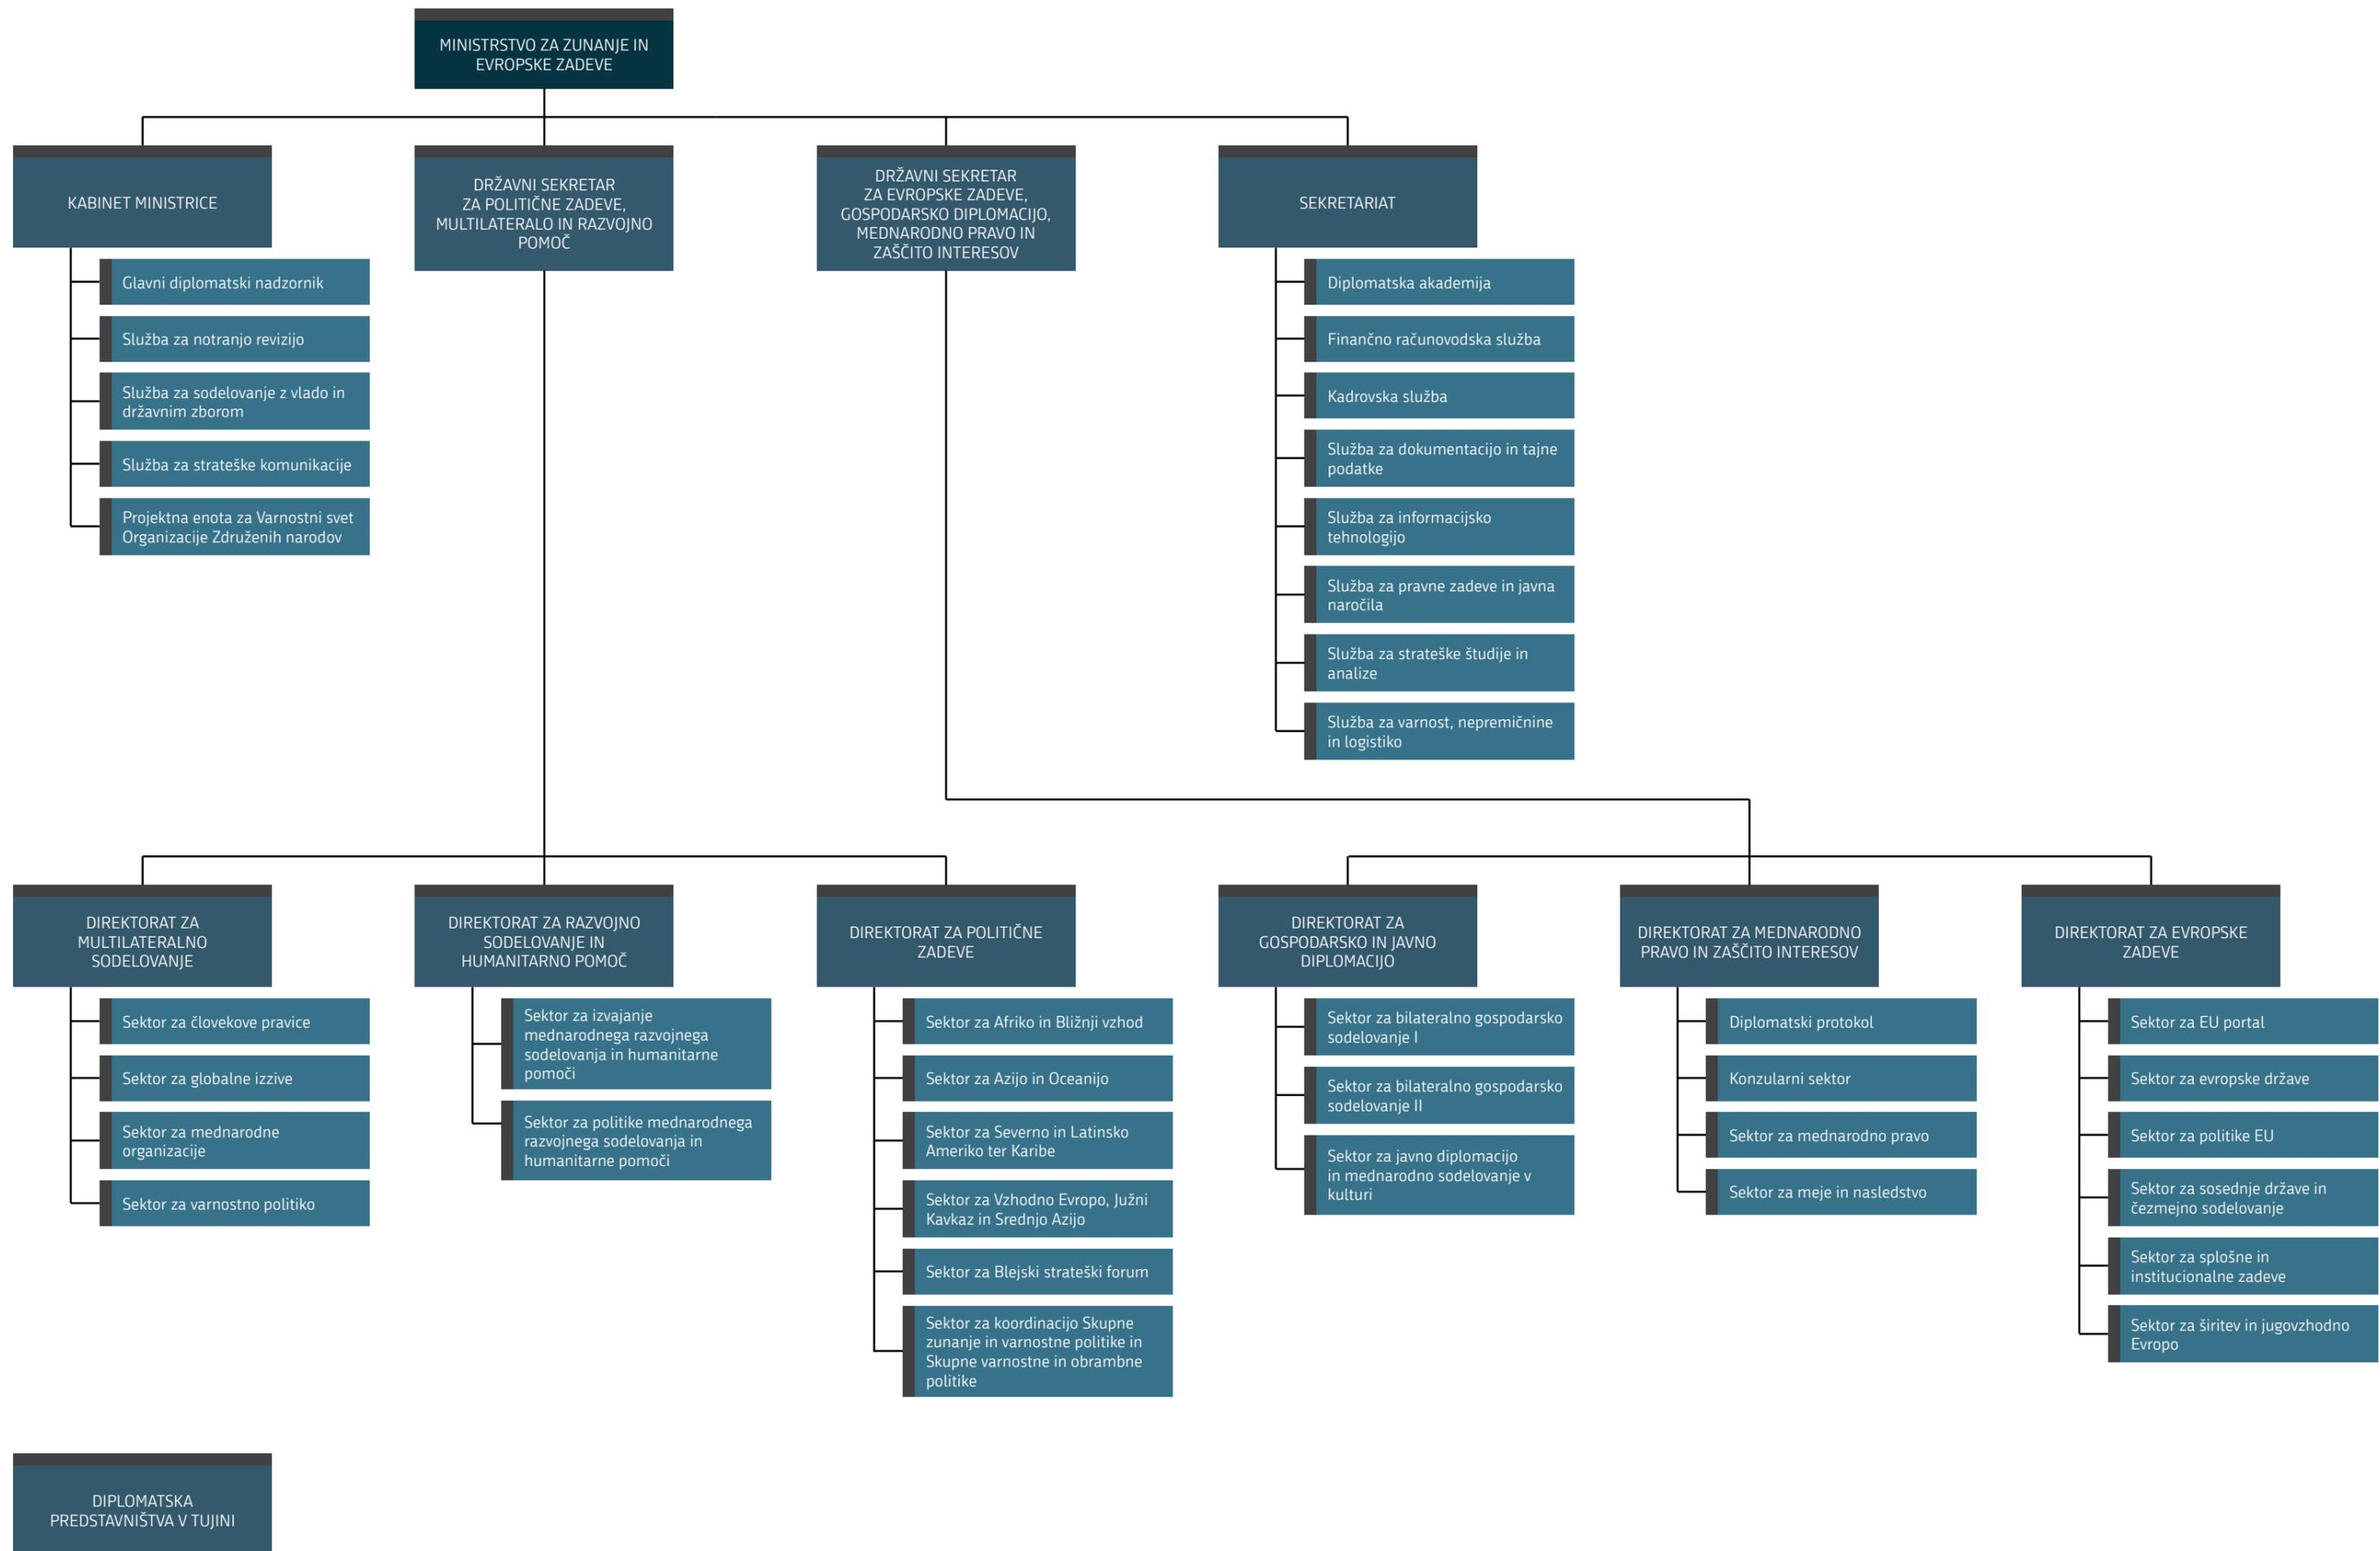 MINISTRSTVO ZA ZUNANJE IN
EVROPSKE ZADEVE
KABINET MINISTRICE
Glavni diplomatski nadzornik
Služba za notranjo revizijo
Služba za sodelovanje z vlado in
državnim zborom
Služba za strateške komunikacije
Projektna enota za Varnostni svet
Organizacije Združenih narodov
DRŽAVNI SEKRETAR
ZA POLITIČNE ZADEVE,
MULTILATERALO IN RAZVOJNO
POMOČ
DRŽAVNI SEKRETAR
ZA EVROPSKE ZADEVE,
GOSPODARSKO DIPLOMACIJO,
MEDNARODNO PRAVO IN
ZAŠČITO INTERESOV
SEKRETARIAT
Diplomatska akademija
Finančno računovodska služba
Kadrovska služba
Služba za dokumentacijo in tajne
podatke
Služba za informacijsko
tehnologijo
Služba za pravne zadeve in javna
naročila
Služba za strateške študije in
analize
Služba za varnost, nepremičnine
in logistiko
DIREKTORAT ZA
MULTILATERALNO
SODELOVANJE
Sektor za človekove pravice
Sektor za globalne izzive
Sektor za mednarodne
organizacije
Sektor za varnostno politiko
DIREKTORAT ZA RAZVOJNO
SODELOVANJE IN
HUMANITARNO POMOČ
Sektor za izvajanje
mednarodnega razvojnega
sodelovanja in humanitarne
pomoči
Sektor za politike mednarodnega
razvojnega sodelovanja in
humanitarne pomoči
DIREKTORAT ZA POLITIČNE
ZADEVE
Sektor za Afriko in Bližnji vzhod
Sektor za Azijo in Oceanijo
Sektor za Severno in Latinsko
Ameriko ter Karibe
Sektor za Vzhodno Evropo, Južni
Kavkaz in Srednjo Azijo
Sektor za Blejski strateški forum
Sektor za koordinacijo Skupne
zunanje in varnostne politike in
Skupne varnostne in obrambne
politike
DIREKTORAT ZA
GOSPODARSKO IN JAVNO
DIPLOMACIJO
Sektor za bilateralno gospodarsko
sodelovanje I
Sektor za bilateralno gospodarsko
sodelovanje II
Sektor za javno diplomacijo
in mednarodno sodelovanje v
kulturi
DIREKTORAT ZA MEDNARODNO
PRAVO IN ZAŠČITO INTERESOV
Diplomatski protokol
Konzularni sektor
Sektor za mednarodno pravo
Sektor za meje in nasledstvo
DIREKTORAT ZA EVROPSKE
ZADEVE
Sektor za EU portal
Sektor za evropske države
Sektor za politike EU
Sektor za sosednje države in
čezmejno sodelovanje
Sektor za splošne in
institucionalne zadeve
Sektor za širitev in jugovzhodno
Evropo
DIPLOMATSKA
PREDSTAVNIŠTVA V TUJINI